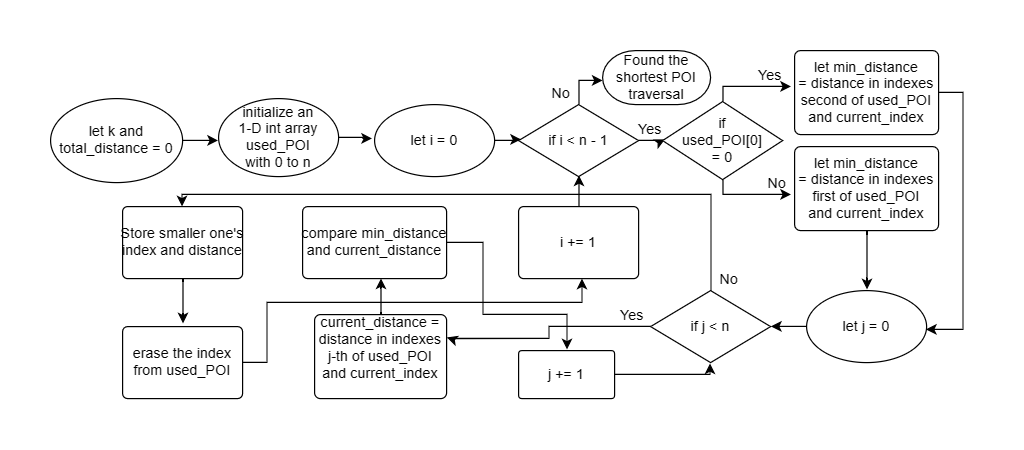 let k and
total_distance = 0
initialize an
1-D int array
used_POI
with 0 to n
let i = 0
if i < n - 1
No
Found the
shortest POI
traversal
Yes
if
used_POI[0]
= 0
Yes
let min_distance
= distance in indexes
second of used_POI
and current_index
No
let min_distance
= distance in indexes
first of used_POI
and current_index
let j = 0
if j < n
Yes
current_distance =
distance in indexes
j-th of used_POI
and current_index
compare min_distance
and current_distance
j += 1
No
Store smaller one's
index and distance
erase the index
from used_POI
i += 1